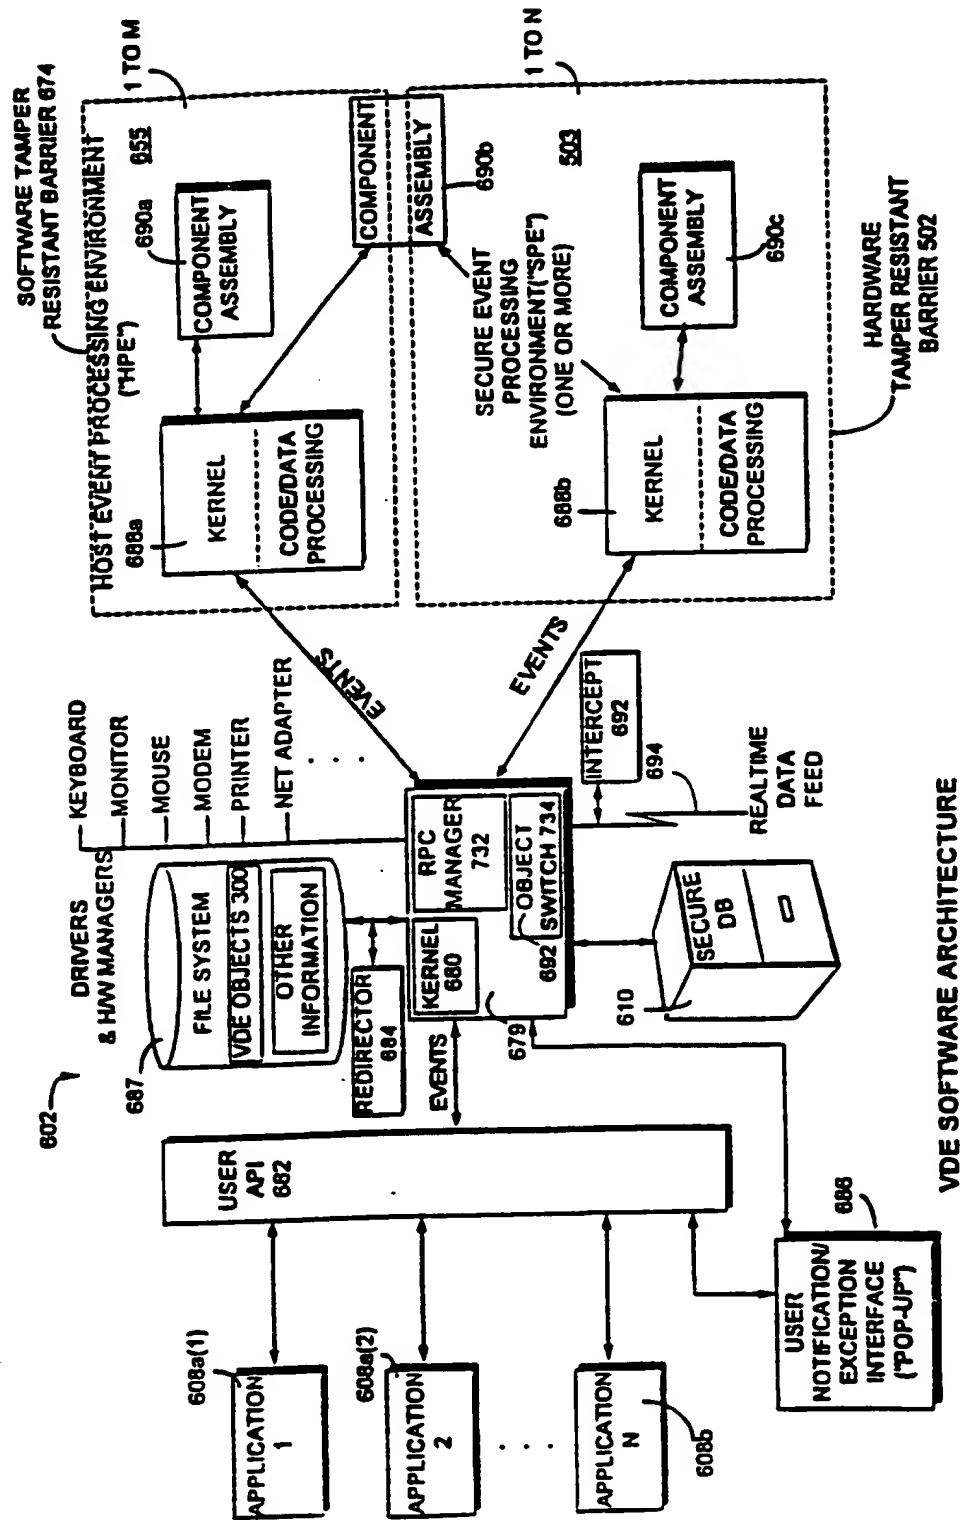 602
DRIVERS
& H/W MANAGERS
KEYBOARD
MONITOR
MOUSE
MODEM
PRINTER
NET ADAPTER
. . .
687
FILE SYSTEM
VDE OBJECTS 300
OTHER
INFORMATION
REDIRECTOR
684
SOFTWARE TAMPER
RESISTANT BARRIER 674
HOST EVENT PROCESSING ENVIRONMENT
("HPE")
655
1 TO M
688a
KERNEL
CODE/DATA
PROCESSING
690a
COMPONENT
ASSEMBLY
COMPONENT
ASSEMBLY
690b
608a(1)
APPLICATION
1
608a(2)
APPLICATION
2
. . .
APPLICATION
N
608b
USER
API
682
EVENTS
KERNEL
680
RPC
MANAGER
732
692
OBJECT
SWITCH 734
679
EVENTS
EVENTS
SECURE EVENT
PROCESSING
ENVIRONMENT("SPE")
(ONE OR MORE)
503
1 TO N
688b
KERNEL
CODE/DATA
PROCESSING
COMPONENT
ASSEMBLY
690c
HARDWARE
TAMPER RESISTANT
BARRIER 502
INTERCEPT
692
694
REALTIME
DATA
FEED
610
SECURE
DB
686
USER
NOTIFICATION/
EXCEPTION
INTERFACE
("POP-UP")
VDE SOFTWARE ARCHITECTURE